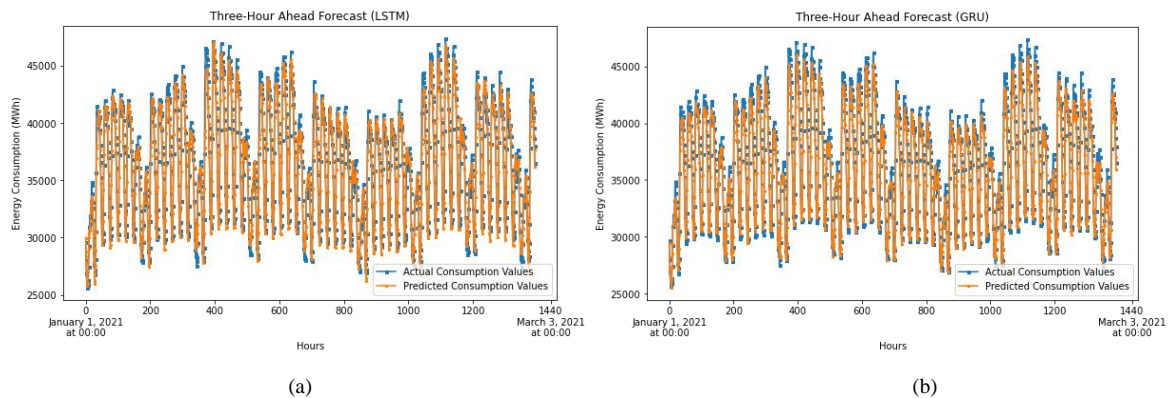 Three-Hour Ahead Forecast (LSTM)
Energy Consumption (MWh)
45000
40000
35000
30000
25000
Actual Consumption Values
Predicted Consumption Values
0
200
400
600
800
1000
1200
1440
January 1, 2021
at 00:00
March 3, 2021
at 00:00
Hours
(a)
Three-Hour Ahead Forecast (GRU)
Energy Consumption (MWh)
45000
40000
35000
30000
25000
Actual Consumption Values
Predicted Consumption Values
0
200
400
600
800
1000
1200
1440
January 1, 2021
at 00:00
March 3, 2021
at 00:00
Hours
(b)